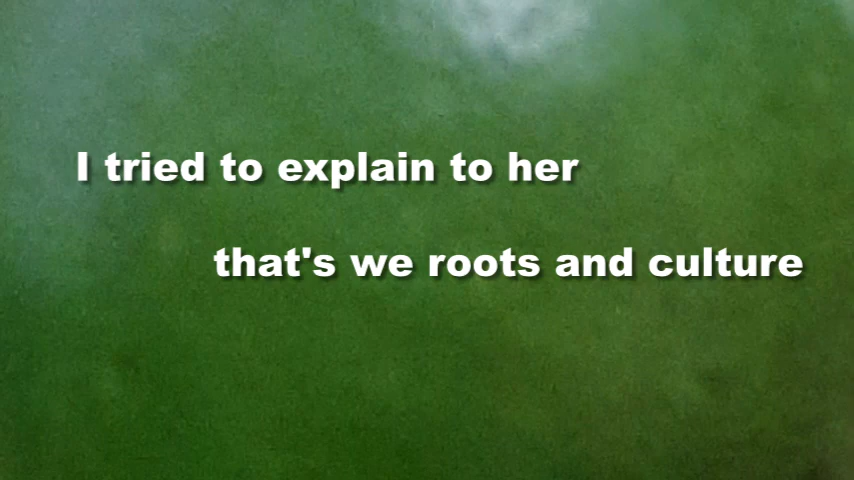 I tried to explain to her
that's we roots and culture